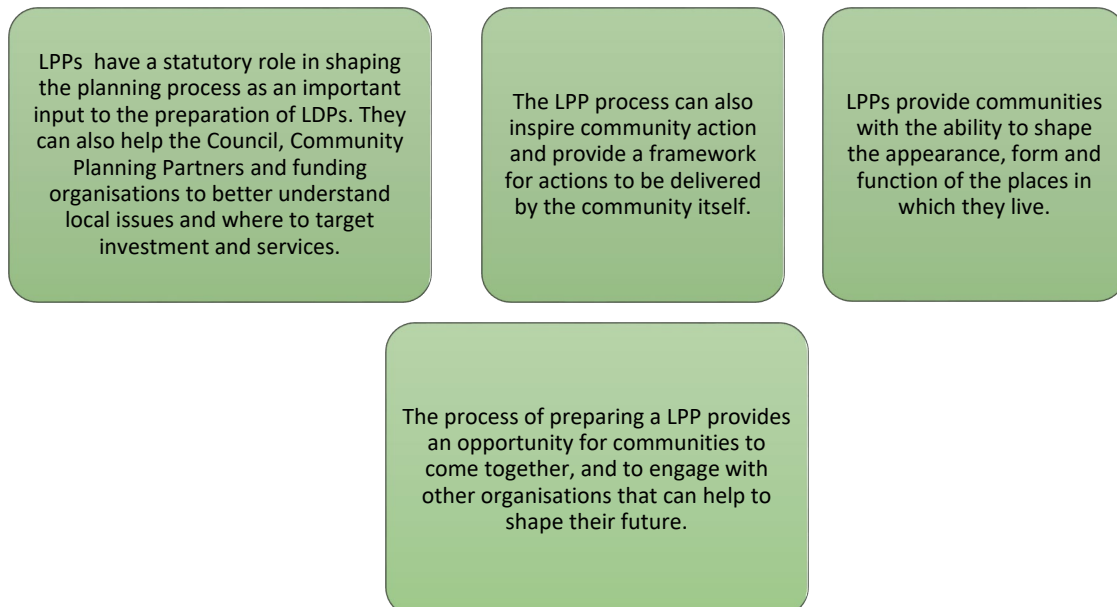 LPPs  have a statutory role in shaping
the planning process as an important
input to the preparation of LDPs. They
can also help the Council, Community
Planning Partners and funding
organisations to better understand
local issues and where to target
investment and services.
The LPP process can also
inspire community action
and provide a framework
for actions to be delivered
by the community itself.
LPPs provide communities
with the ability to shape
the appearance, form and
function of the places in
which they live.
The process of preparing a LPP provides
an opportunity for communities to
come together, and to engage with
other organisations that can help to
shape their future.